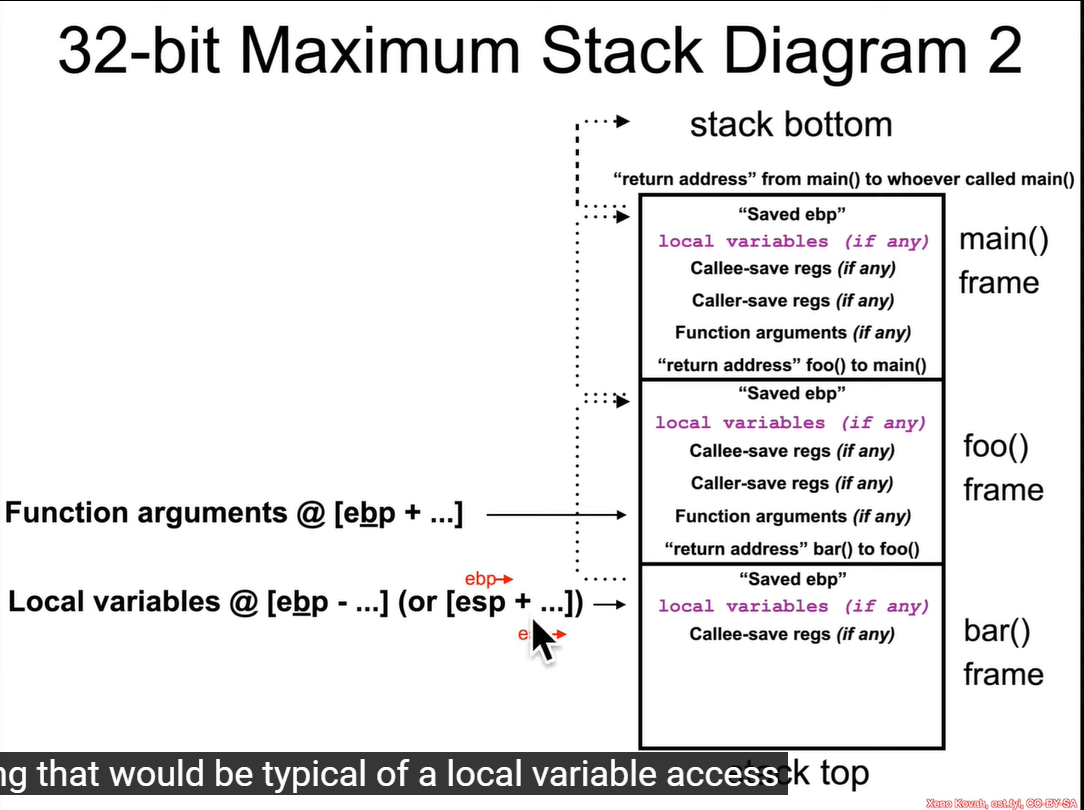 32-bit Maximum Stack Diagram 2
stack bottom
“return address” from main() to whoever called main()
“Saved ebp”
local variables (if any)
Callee-save regs (if any)
Caller-save regs (if any)
Function arguments (if any)
“return address” foo() to main()
main()
frame
“Saved ebp”
local variables (if any)
Callee-save regs (if any)
Caller-save regs (if any)
Function arguments (if any)
“return address” bar() to foo()
foo()
frame
Function arguments @ [ebp + ...]
ebp
Local variables @ [ebp - ...] (or [esp + ...])
“Saved ebp”
local variables (if any)
Callee-save regs (if any)
bar()
frame
that would be typical of a local variable access
top
Xeno Kovah, ost.fyi, CC-BY-SA